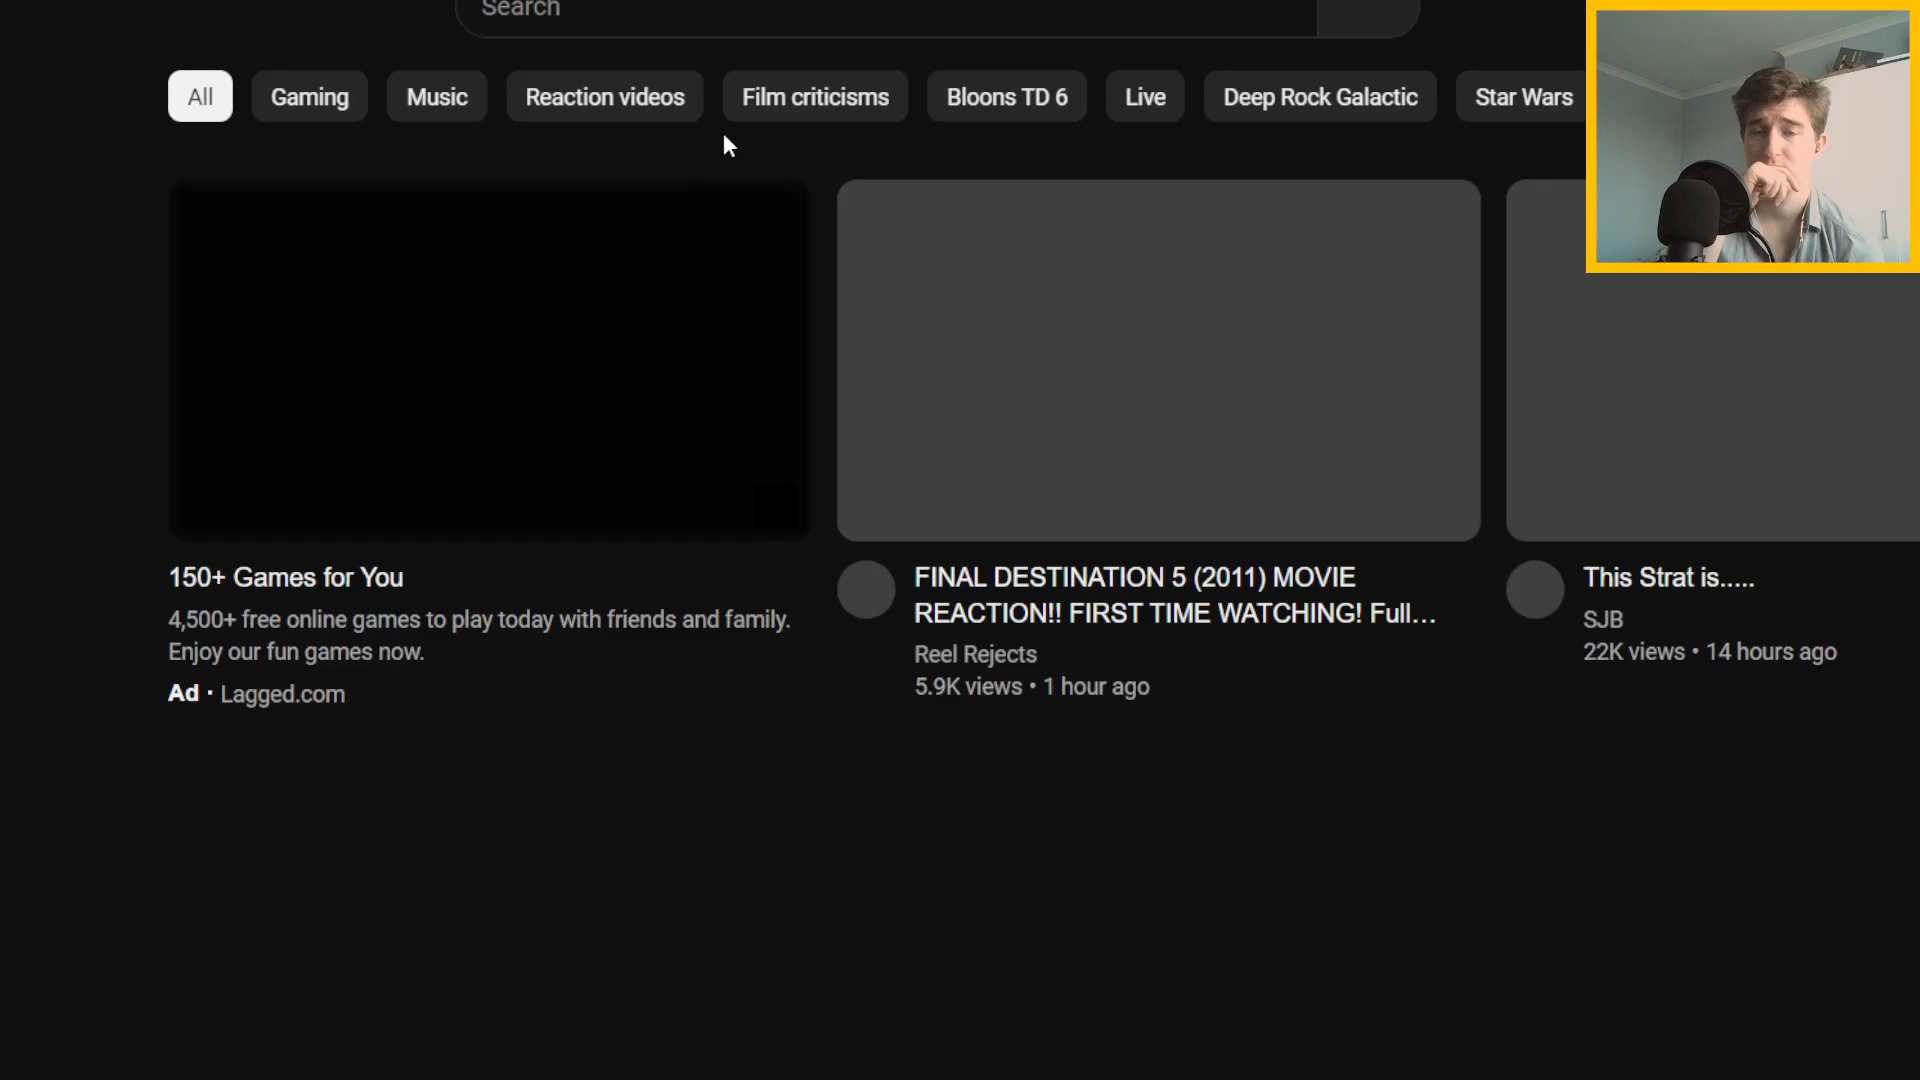 Search
All
Gaming
Music
Reaction videos
Film criticisms
Bloons TD 6
Live
Deep Rock Galactic
Star Wars
150+ Games for You
4,500+ free online games to play today with friends and family.
Enjoy our fun games now.
Ad · Lagged.com
FINAL DESTINATION 5 (2011) MOVIE
REACTION!! FIRST TIME WATCHING! Full...
Reel Rejects
5.9K views • 1 hour ago
This Strat is.....
SJB
22K views • 14 hours ago